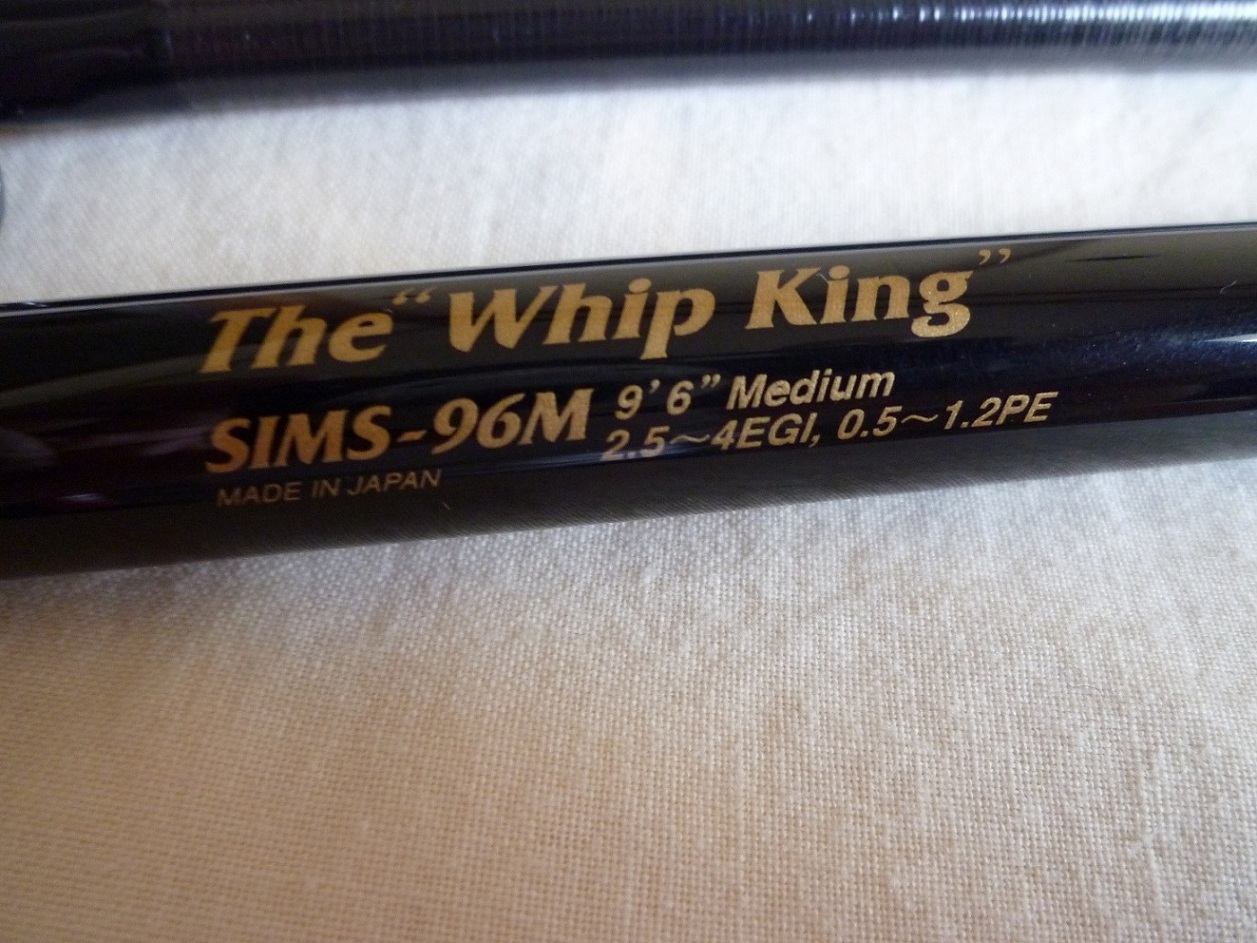 The “Whip King”
SIMS-96M 9’6” Medium
2.5～4EGI, 0.5～1.2PE
MADE IN JAPAN